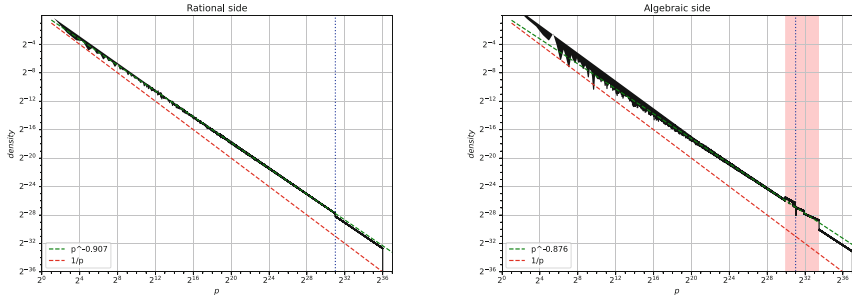 Rational side
density
2^-4
2^-8
2^-12
2^-16
2^-20
2^-24
2^-28
2^-32
2^-36
p^-0.907
1/p
2^0 2^4 2^8 2^12 2^16 2^20 2^24 2^28 2^32 2^36
p
Algebraic side
density
2^-4
2^-8
2^-12
2^-16
2^-20
2^-24
2^-28
2^-32
2^-36
p^-0.876
1/p
2^0 2^4 2^8 2^12 2^16 2^20 2^24 2^28 2^32 2^36
p